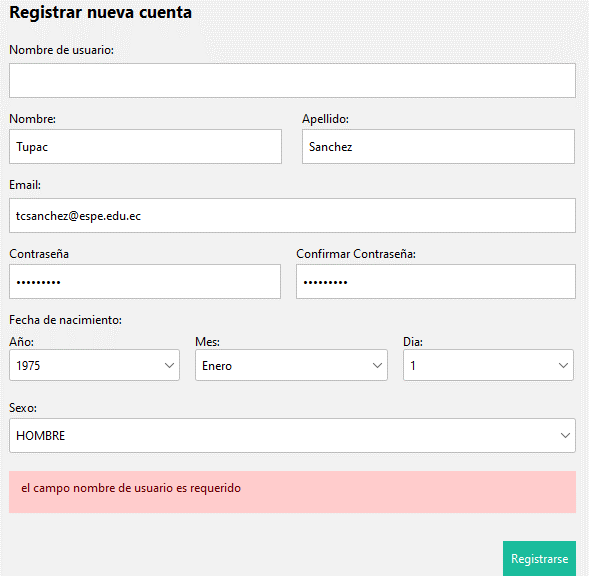 Registrar nueva cuenta
Nombre de usuario:
Nombre: Apellido:
Tupac Sanchez
Email:
tcsanchez@espe.edu.ec
Contraseña Confirmar Contraseña:
••••••••• •••••••••
Fecha de nacimiento:
Año: Mes: Dia:
1975 Enero 1
Sexo:
HOMBRE
el campo nombre de usuario es requerido
Registrarse